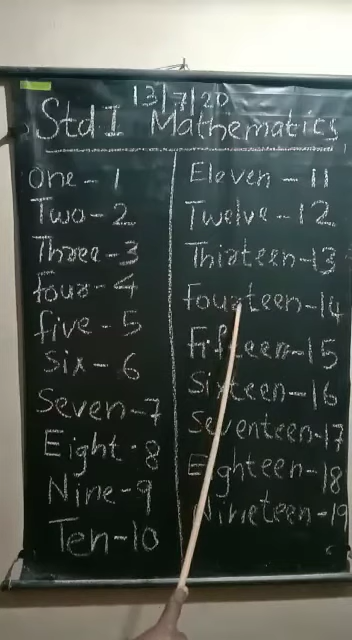 13/7/20
Std I Mathematics
One - 1
Two - 2
Three - 3
Four - 4
five - 5
Six - 6
Seven - 7
Eight - 8
Nine - 9
Ten - 10
Eleven - 11
Twelve - 12
Thirteen - 13
Fourteen - 14
Fifteen - 15
Sixteen - 16
Seventeen - 17
Eighteen - 18
Nineteen - 19